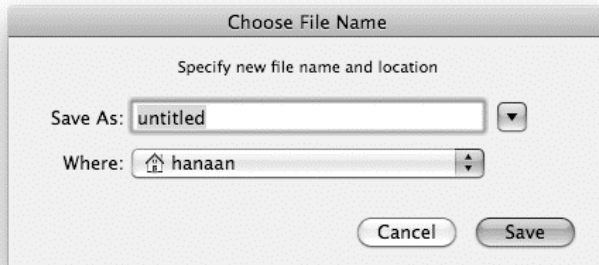 Choose File Name
Specify new file name and location
Save As: untitled
Where: hanaan
Cancel Save